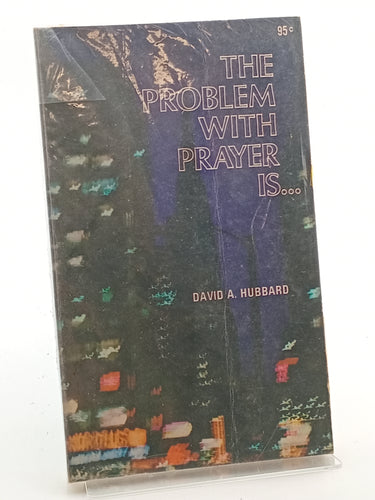 95¢
THE
PROBLEM
WITH
PRAYER
IS...
DAVID A. HUBBARD